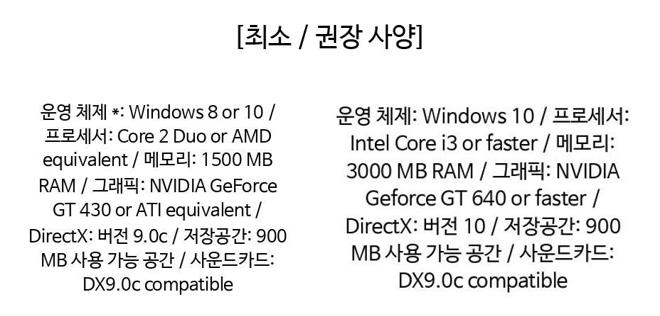 [최소 / 권장 사양]
운영 체제 *: Windows 8 or 10 /
프로세서: Core 2 Duo or AMD
equivalent / 메모리: 1500 MB
RAM / 그래픽: NVIDIA GeForce
GT 430 or ATI equivalent /
DirectX: 버전 9.0c / 저장공간: 900
MB 사용 가능 공간 / 사운드카드:
DX9.0c compatible
운영 체제: Windows 10 / 프로세서:
Intel Core i3 or faster / 메모리:
3000 MB RAM / 그래픽: NVIDIA
Geforce GT 640 or faster /
DirectX: 버전 10 / 저장공간: 900
MB 사용 가능 공간 / 사운드카드:
DX9.0c compatible